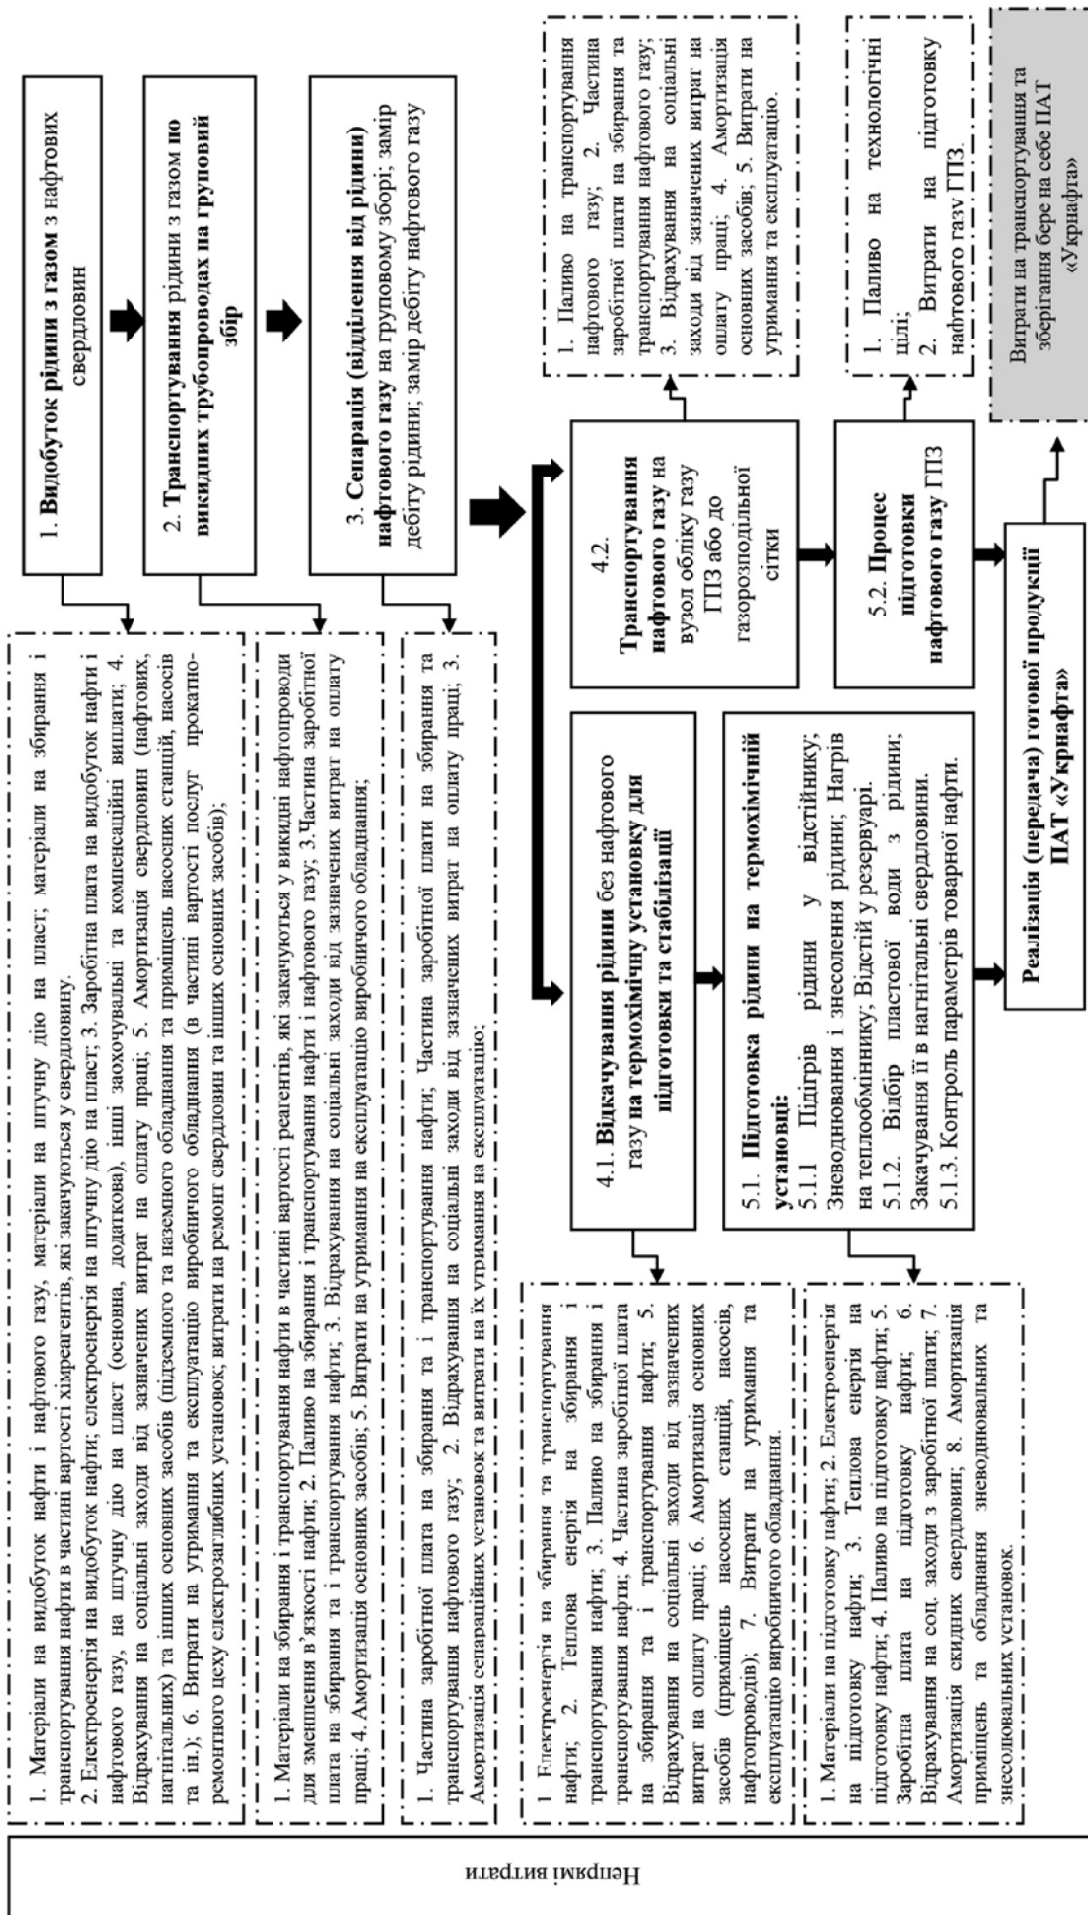 Непрямі витрати
1. Матеріали на видобуток нафти і нафтового газу, матеріали на штучну дію на пласт; матеріали на збирання і
транспортування нафти в частині вартості хімреагентів, які закачуються у свердловину.
2. Електроенергія на видобуток нафти; електроенергія на штучну дію на пласт; 3. Заробітна плата на видобуток нафти і
нафтового газу, на штучну дію на пласт (основна, додаткова), інші заохочувальні та компенсаційні виплати; 4.
Відрахування на соціальні заходи від зазначених витрат на оплату праці; 5. Амортизація свердловин (нафтових,
нагнітальних) та інших основних засобів (підземного та наземного обладнання та приміщень насосних станцій, насосів
та ін.); 6. Витрати на утримання та експлуатацію виробничого обладнання (в частині вартості послуг прокатно-
ремонтного цеху електрозаглибних установок; витрати на ремонт свердловин та інших основних засобів);
1. Видобуток рідини з газом з нафтових
свердловин
1. Матеріали на збирання і транспортування нафти в частині вартості реагентів, які закачуються у викидні нафтопроводи
для зменшення в'язкості нафти; 2. Паливо на збирання і транспортування нафти і нафтового газу; 3.Частина заробітної
плата на збирання та і транспортування нафти; 3. Відрахування на соціальні заходи від зазначених витрат на оплату
праці; 4. Амортизація основних засобів; 5. Витрати на утримання на експлуатацію виробничого обладнання;
2. Транспортування рідини з газом по
викидних трубопроводах на груповий
збір
1. Частина заробітної плата на збирання та і транспортування нафти; Частина заробітної плати на збирання та
транспортування нафтового газу; 2. Відрахування на соціальні заходи від зазначених витрат на оплату праці; 3.
Амортизація сепараційних установок та витрати на їх утримання на експлуатацію;
3. Сепарація (відділення від рідини)
нафтового газу на груповому зборі; замір
дебіту рідини; замір дебіту нафтового газу
1. Електроенергія на збирання та транспортування
нафти; 2. Теплова енергія на збирання і
транспортування нафти; 3. Паливо на збирання і
транспортування нафти; 4. Частина заробітної плата
на збирання та і транспортування нафти; 5.
Відрахування на соціальні заходи від зазначених
витрат на оплату праці; 6. Амортизація основних
засобів (приміщень насосних станцій, насосів,
нафтопроводів); 7. Витрати на утримання та
експлуатацію виробничого обладнання.
4.1. Відкачування рідини без нафтового
газу на термохімічну установку для
підготовки та стабілізації
4.2.
Транспортування
нафтового газу на
вузол обліку газу
ГПЗ або до
газорозподільної
сітки
1. Паливо на транспортування
нафтового газу; 2. Частина
заробітної плати на збирання та
транспортування нафтового газу;
3. Відрахування на соціальні
заходи від зазначених витрат на
оплату праці; 4. Амортизація
основних засобів; 5. Витрати на
утримання та експлуатацію.
1. Матеріали на підготовку нафти; 2. Електроенергія
на підготовку нафти; 3. Теплова енергія на
підготовку нафти; 4. Паливо на підготовку нафти; 5.
Заробітна плата на підготовку нафти; 6.
Відрахування на соц. заходи з заробітної плати; 7.
Амортизація скидних свердловин; 8. Амортизація
приміщень та обладнання зневоднювальних та
знесолювальних установок.
5.1. Підготовка рідини на термохімічній
установці:
5.1.1 Підігрів рідини у відстійнику;
Зневоднювання і знесолення рідини; Нагрів
на теплообміннику; Відстій у резервуарі.
5.1.2. Відбір пластової води з рідини;
Закачування її в нагнітальні свердловини.
5.1.3. Контроль параметрів товарної нафти.
5.2. Процес
підготовки
нафтового газу ГПЗ
1. Паливо на технологічні
цілі;
2. Витрати на підготовку
нафтового газу ГПЗ.
Реалізація (передача) готової продукції
ПАТ «Укрнафта»
Витрати на транспортування та
зберігання бере на себе ПАТ
«Укрнафта»